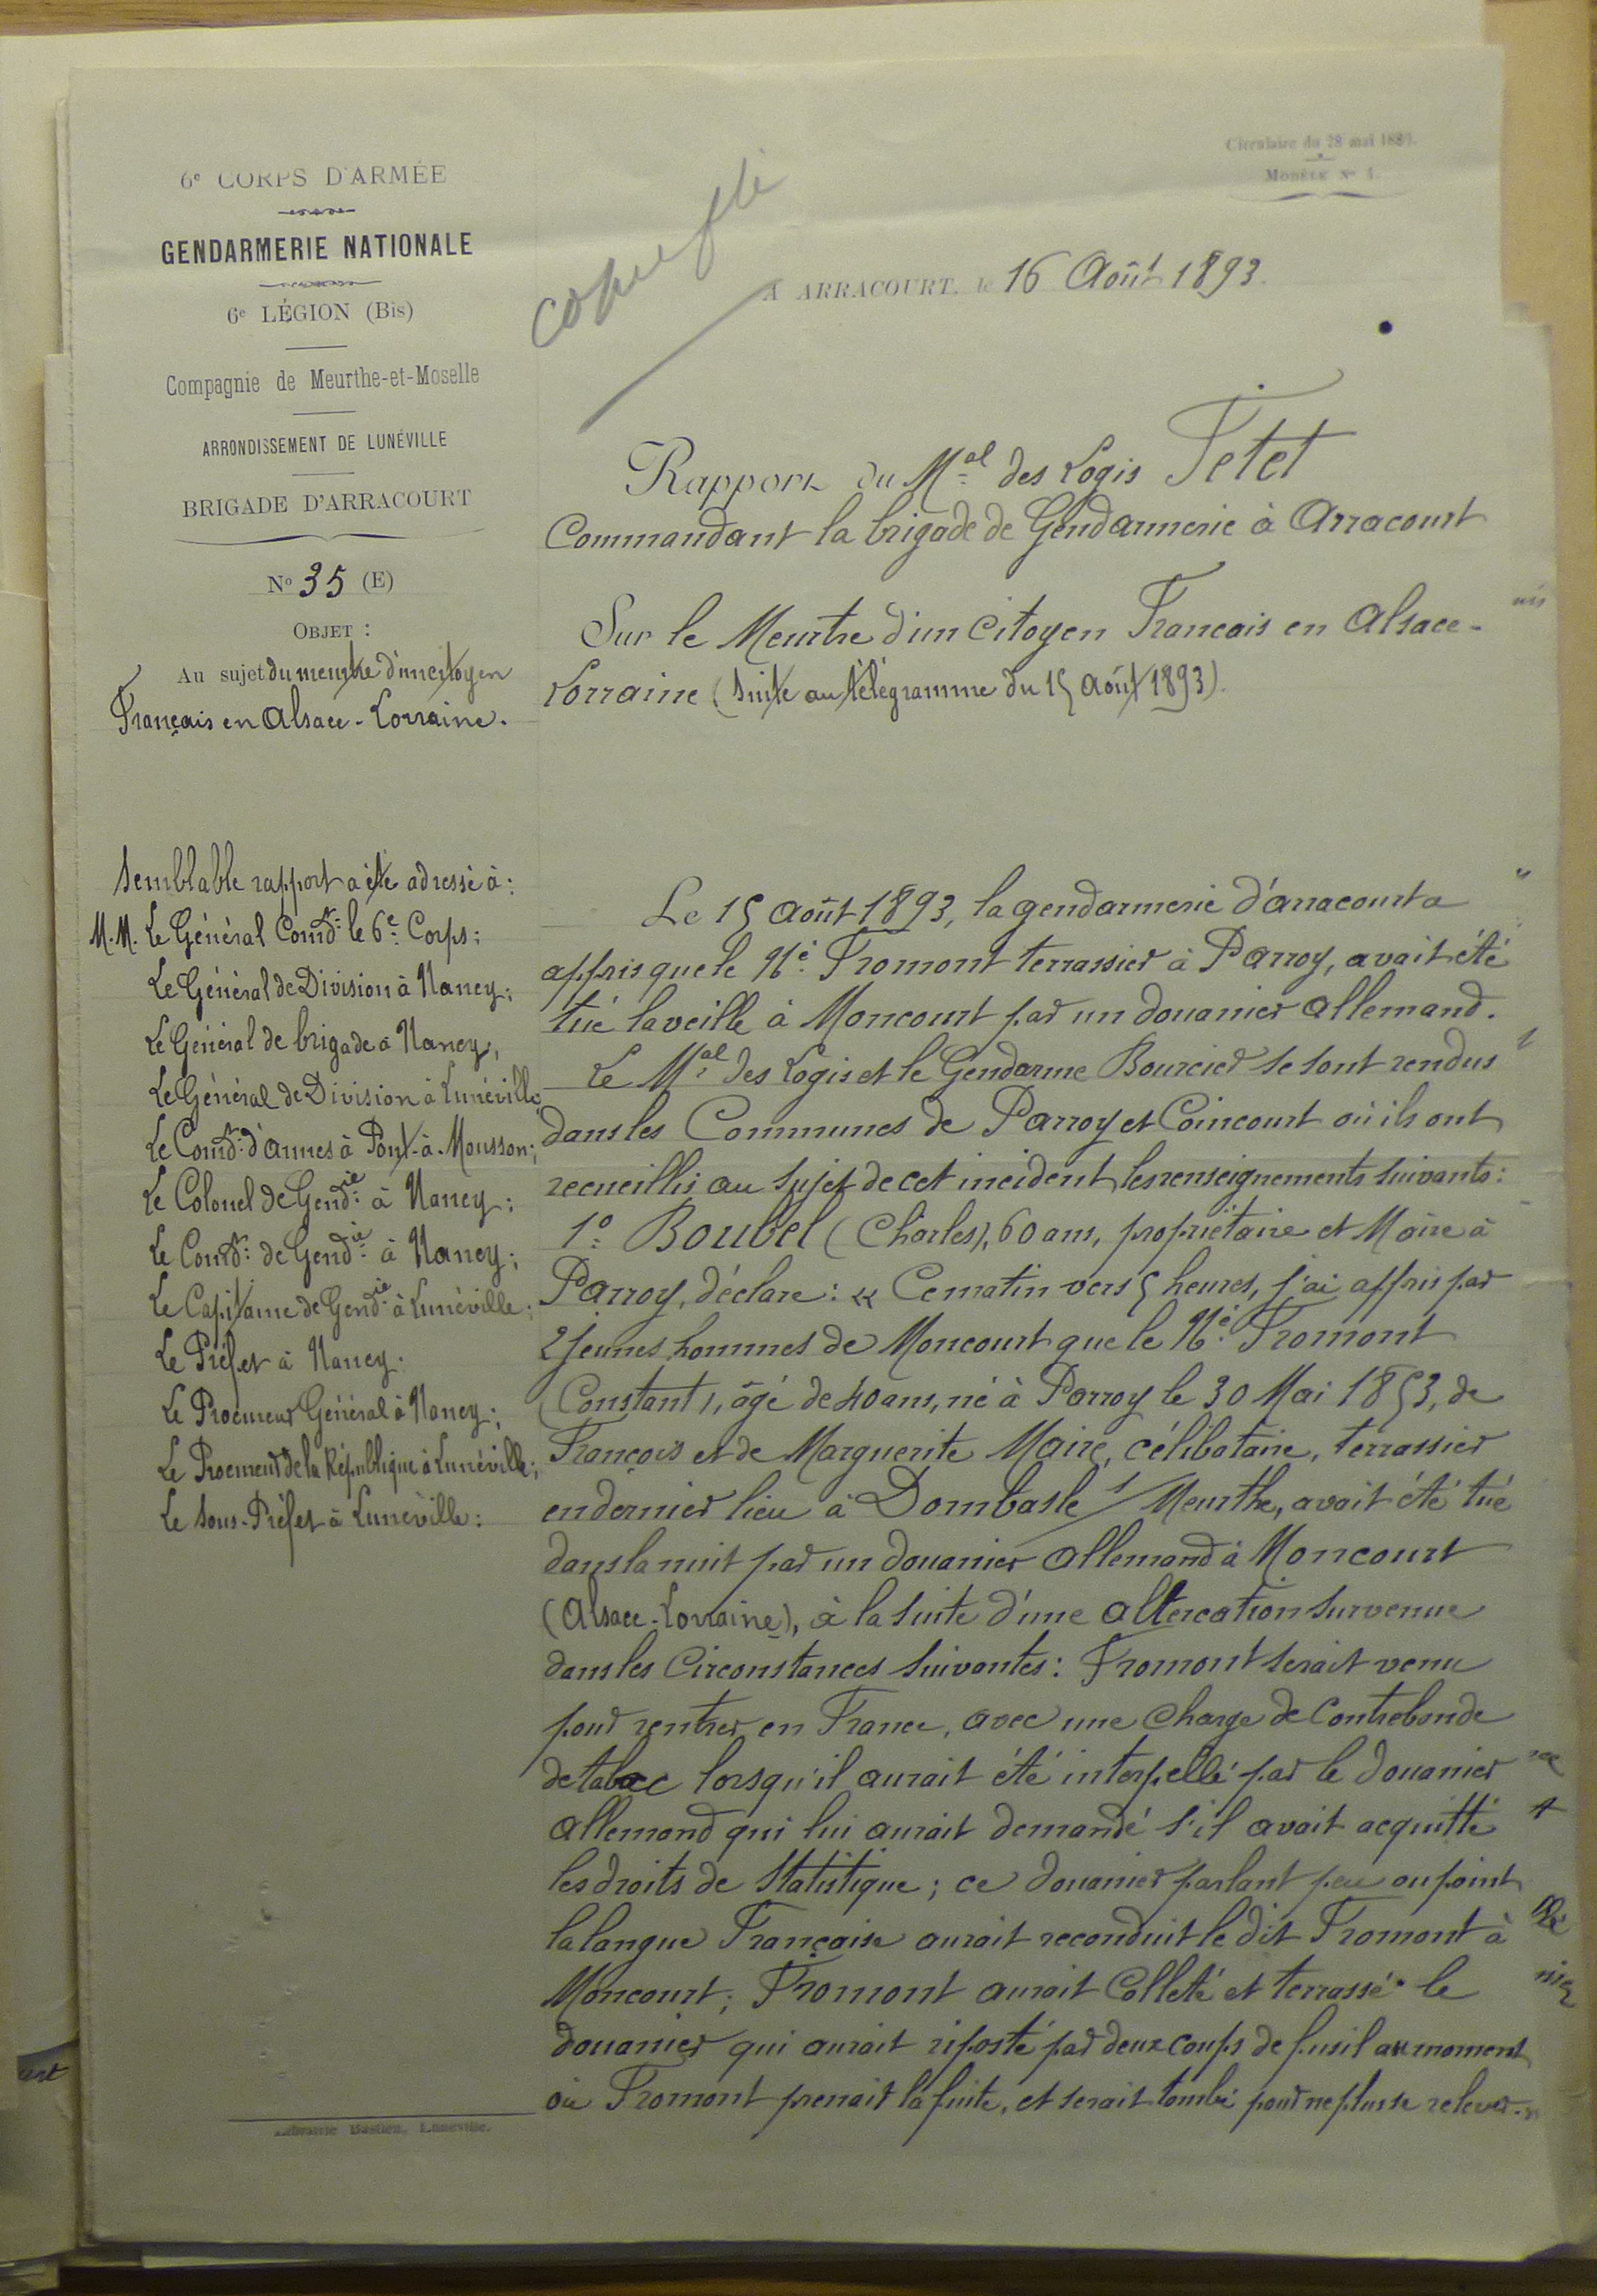 Circulaire du 28 mai 1880.
MODÈLE N° 4.
6e CORPS D'ARMÉE
GENDARMERIE NATIONALE
6e LÉGION (Bis)
Compagnie de Meurthe-et-Moselle
ARRONDISSEMENT DE LUNÉVILLE
BRIGADE D'ARRACOURT
N° 35 (E)
OBJET :
Au sujet du meurtre d'un citoyen
Français en Alsace-Lorraine.
Semblable rapport a été adressé à :
M.M. Le Général Comdt le 6e Corps ;
Le Général de Division à Nancy ;
Le Général de brigade à Nancy,
Le Général de Division à Lunéville
Le Comdt d'armes à Pont-à-Mousson ;
Le Colonel de Gendie à Nancy ;
Le Comdt de Gendie à Nancy ;
Le Capitaine de Gendie à Lunéville ;
Le Préfet à Nancy.
Le Procureur Général à Nancy ;
Le Procureur de la République à Lunéville ;
Le Sous-Préfet à Lunéville :
A ARRACOURT, le 16 Août 1893.
Rapport du Mal des Logis Fetet
Commandant la brigade de Gendarmerie à Arracourt
Sur le Meurtre d'un Citoyen Francais en Alsace-
Lorraine (Suite au télégramme du 15 août 1893).
Le 15 août 1893, la gendarmerie d'arracourt a
appris que le Né Fromont terrassier à Parroy, avait été
tué la veille à Moncourt par un douanier allemand.
Le Mal des Logis et le Gendarme Bourcier se sont rendus
dans les Communes de Parroy et Coincourt où ils ont
recueillis au sujet de cet incident les renseignements suivants :
1° Boubel (Charles), 60 ans, propriétaire et Maire à
Parroy, déclare : « Ce matin vers 5 heures, j'ai appris par
2 jeunes hommes de Moncourt que le Né Fromont
(Constant), âgé de 40 ans, né à Parroy le 30 Mai 1853, de
François et de Marguerite Maire, célibataire, terrassier
en dernier lieu à Dombasle s/ Meurthe, avait été tué
dans la nuit par un douanier allemand à Moncourt
(Alsace-Lorraine), à la suite d'une altercation survenue
dans les Circonstances suivantes : Fromont serait venu
pour rentrer en France, avec une charge de Contrebande
de tabac lorsqu'il aurait été interpellé par le douanier
allemand qui lui aurait demandé s'il avait acquitté
les droits de Statistique ; ce douanier parlant peu ou point
la langue Française aurait reconduit le dit Fromont à
Moncourt ; Fromont aurait Colleté et terrassé le
douanier qui aurait riposté par deux coups de fusil au moment
où Fromont prenait la fuite, et serait tombé pour ne plus se relever.»
Librairie Bastien, Lunéville.